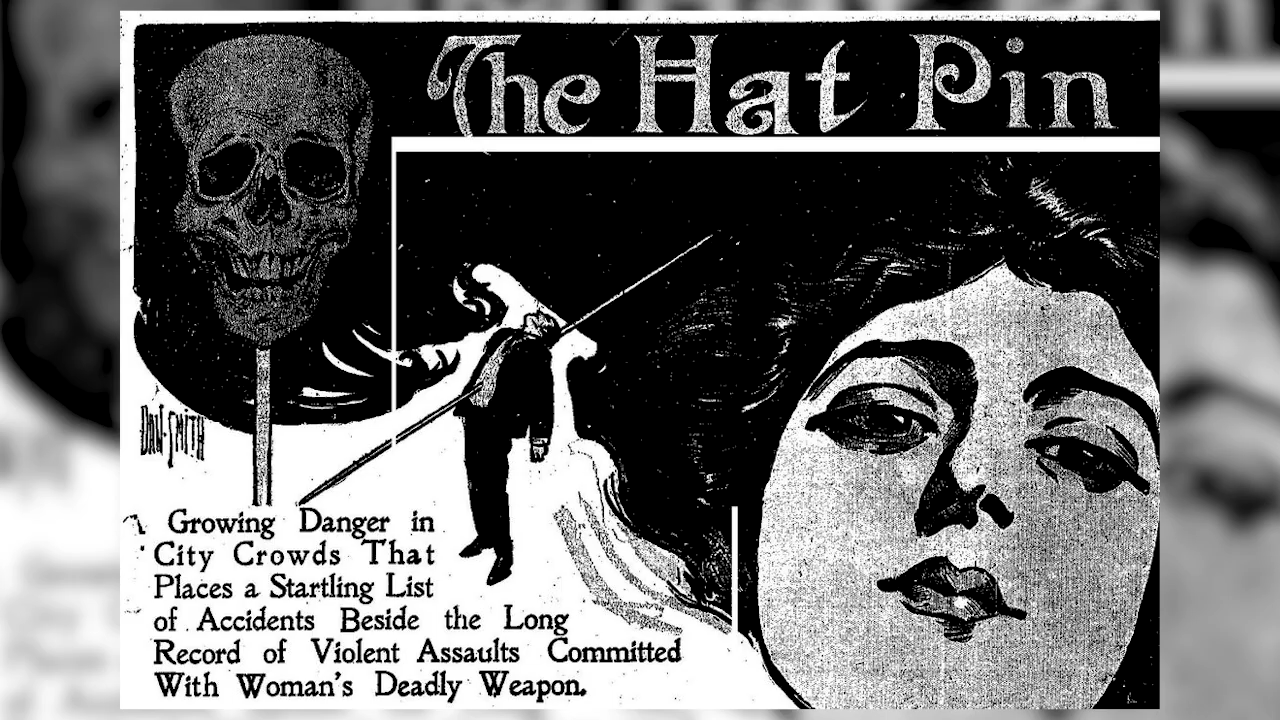 The Hat Pin
DAN SMITH
Growing Danger in
City Crowds That
Places a Startling List
of Accidents Beside the Long
Record of Violent Assaults Committed
With Woman's Deadly Weapon.